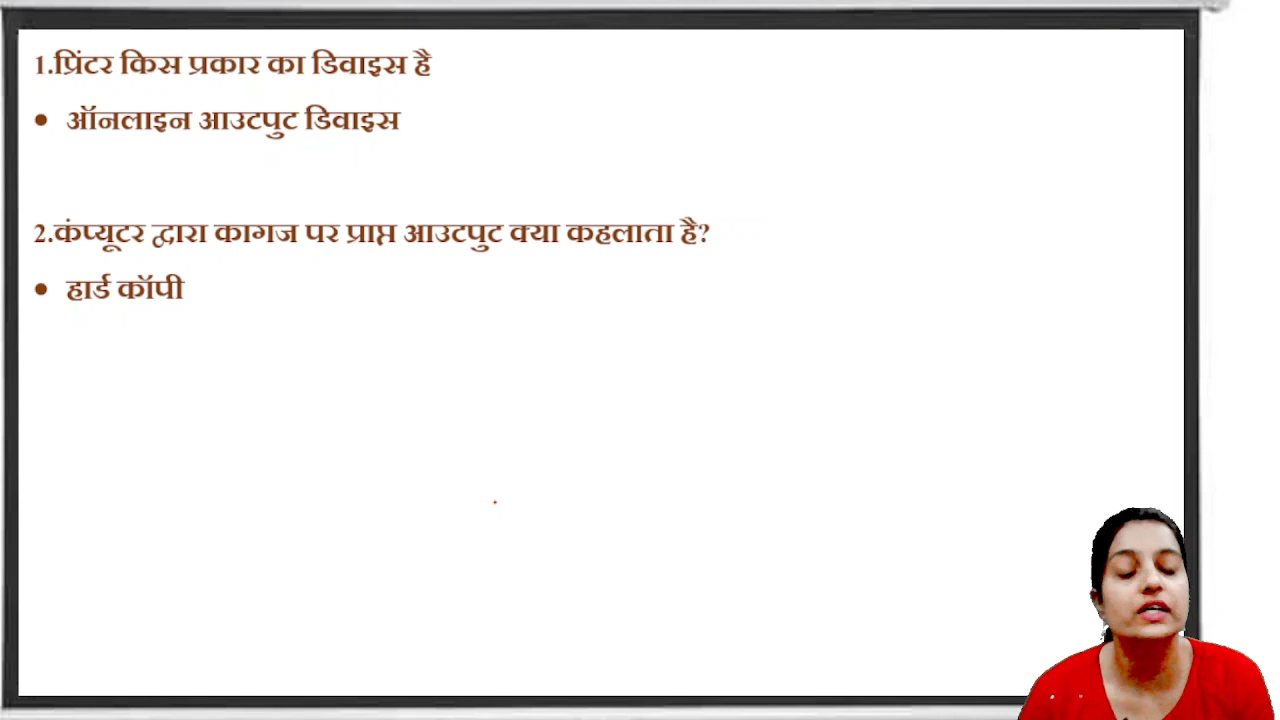 1.प्रिंटर किस प्रकार का डिवाइस है
• ऑनलाइन आउटपुट डिवाइस
2.कंप्यूटर द्वारा कागज पर प्राप्त आउटपुट क्या कहलाता है?
• हार्ड कॉपी